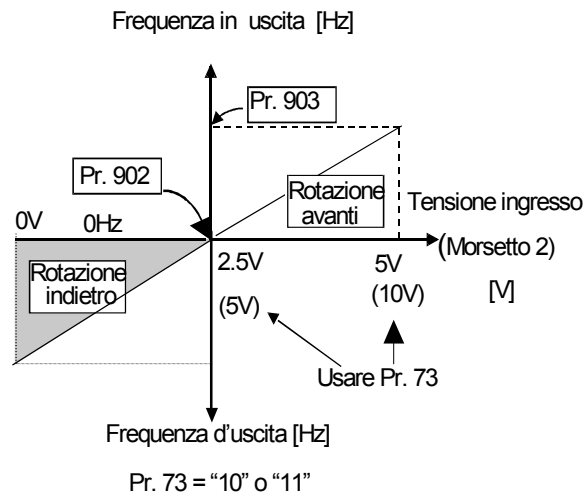 Frequenza in uscita [Hz]
Pr. 903
Pr. 902
Rotazione
avanti
Tensione ingresso
(Morsetto 2)
[V]
0V
0Hz
Rotazione
indietro
2.5V
(5V)
5V
(10V)
Usare Pr. 73
Frequenza d'uscita [Hz]
Pr. 73 = “10” o “11”